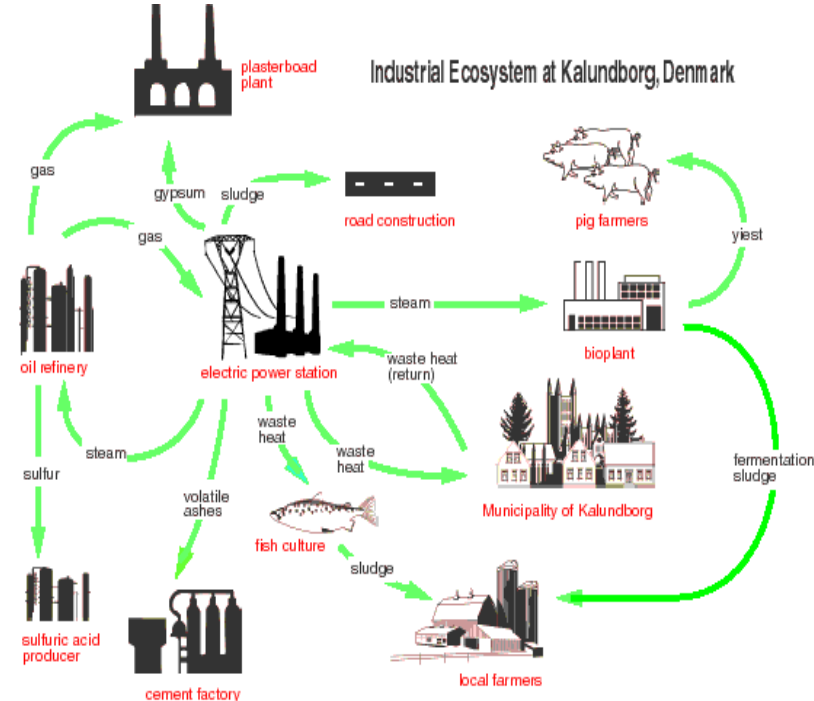 Industrial Ecosystem at Kalundborg, Denmark
plasterboad
plant
gas
gypsum
sludge
road construction
pig farmers
yiest
gas
oil refinery
electric power station
steam
bioplant
waste heat
(return)
steam
sulfur
waste
heat
waste
heat
volatile
ashes
Municipality of Kalundborg
fermentation
sludge
fish culture
sludge
sulfuric acid
producer
cement factory
local farmers